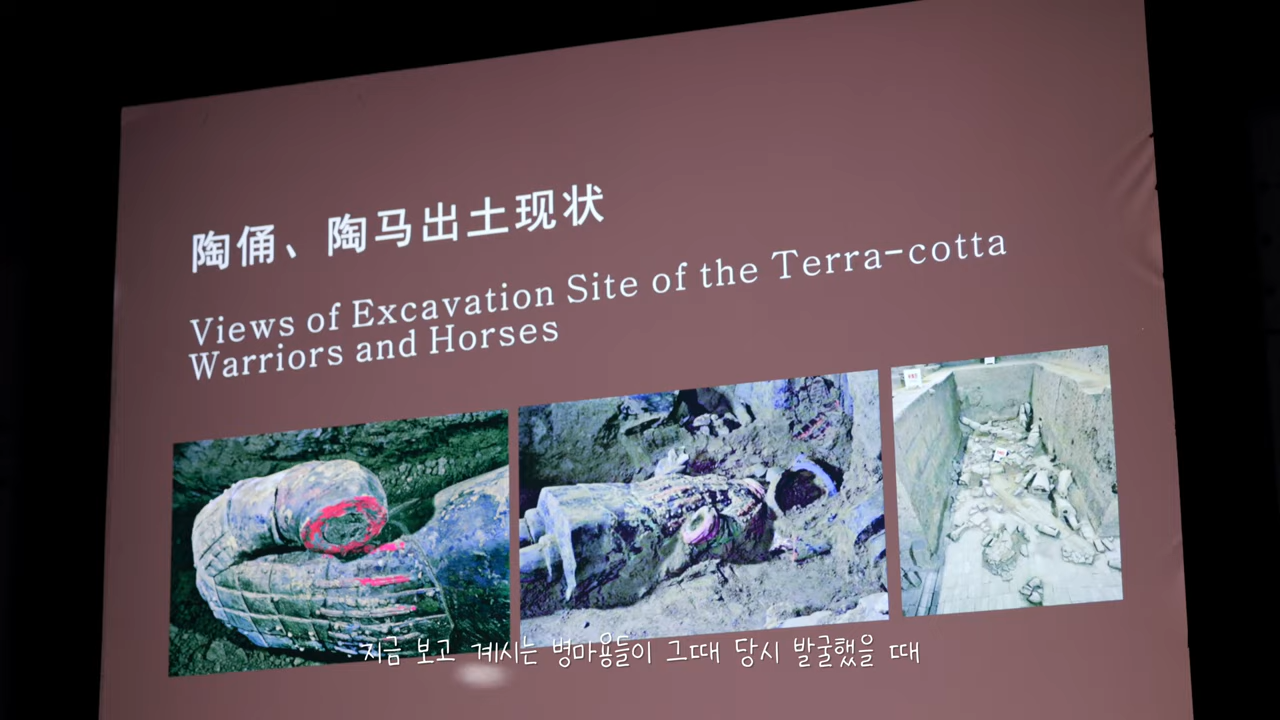 陶俑、陶马出土现状
Views of Excavation Site of the Terra-cotta
Warriors and Horses
지금 보고 계시는 병마용들이 그때 당시 발굴했을 때